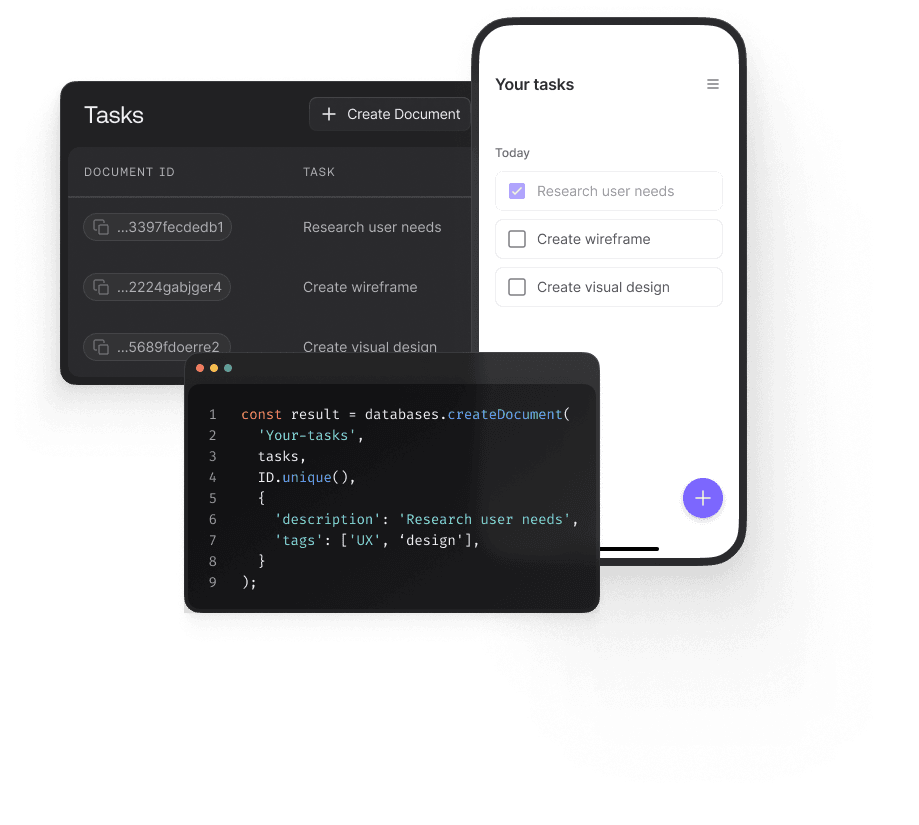 Tasks
Create Document
DOCUMENT ID
TASK
...3397fecdedb1
Research user needs
...2224gabjger4
Create wireframe
...5689fdoerre2
Create visual design
Your tasks
Today
Research user needs
Create wireframe
Create visual design
1 const result = databases.createDocument(
2 'Your-tasks',
3 tasks,
4 ID.unique(),
5 {
6 'description': 'Research user needs',
7 'tags': ['UX', ‘design'],
8 }
9 );